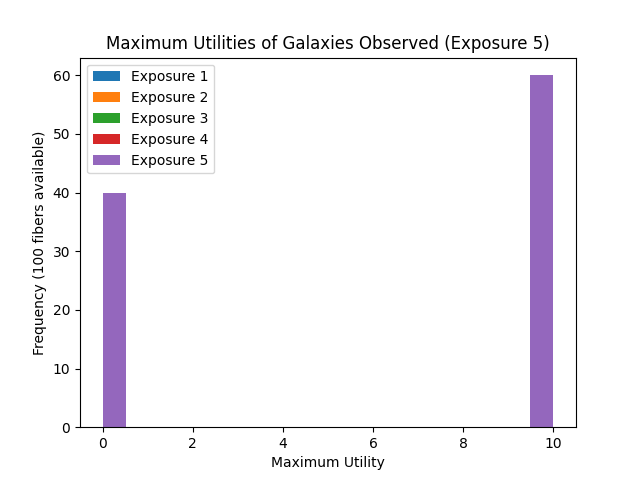 Maximum Utilities of Galaxies Observed (Exposure 5)
Exposure 1
Exposure 2
Exposure 3
Exposure 4
Exposure 5
60
50
40
30
20
10
0
Frequency (100 fibers available)
0 2 4 6 8 10
Maximum Utility